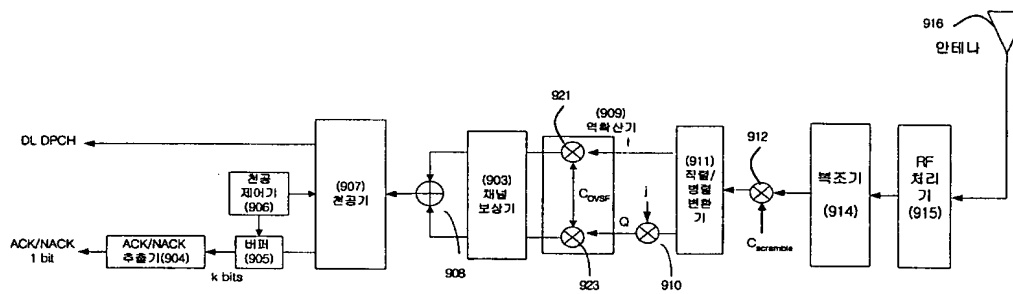 916
안테나
921
(909)
역확산기
I
912
DL DPCH
천공
제어기
(906)
(907)
천공기
(903)
채널
보상기
C_OVSF
(911)
직렬/
병렬
변환
기
복조기
(914)
RF
처리
기
(915)
j
Q
C_scramble
ACK/NACK
1 bit
ACK/NACK
추출기(904)
k bits
버퍼
(905)
908
923
910